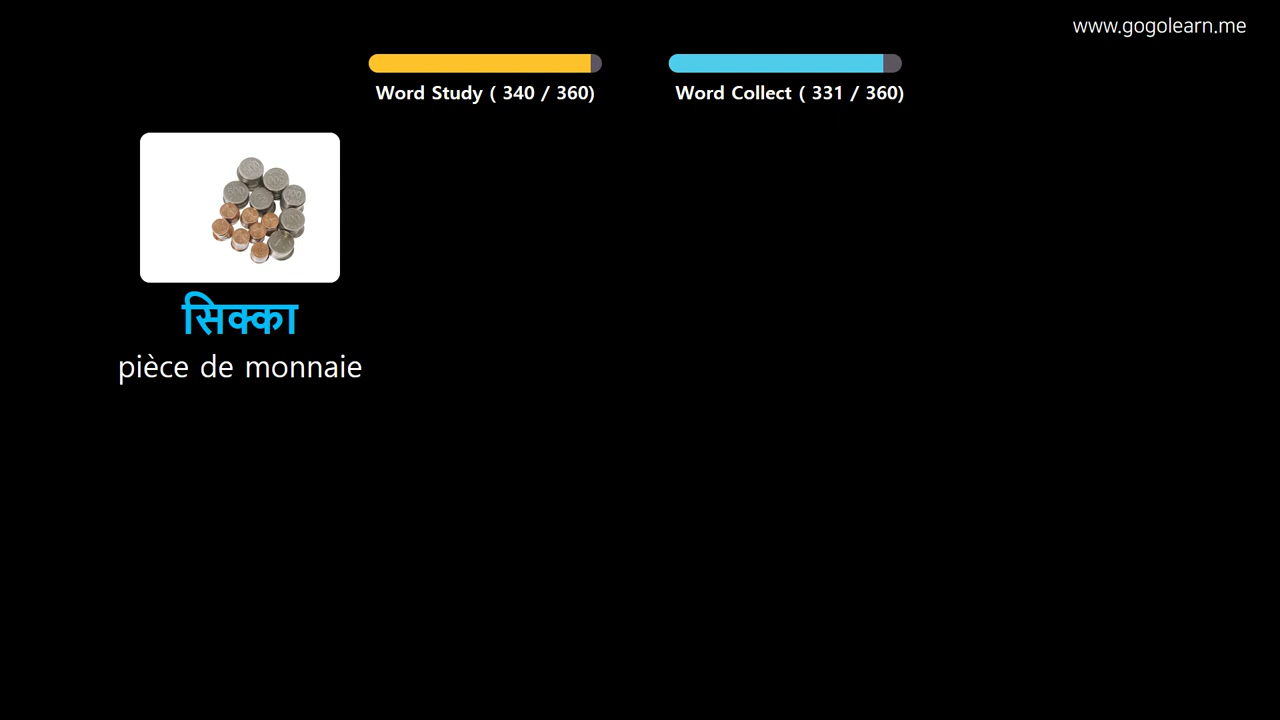 www.gogolearn.me
Word Study ( 340 / 360)
Word Collect ( 331 / 360)
सिक्का
pièce de monnaie